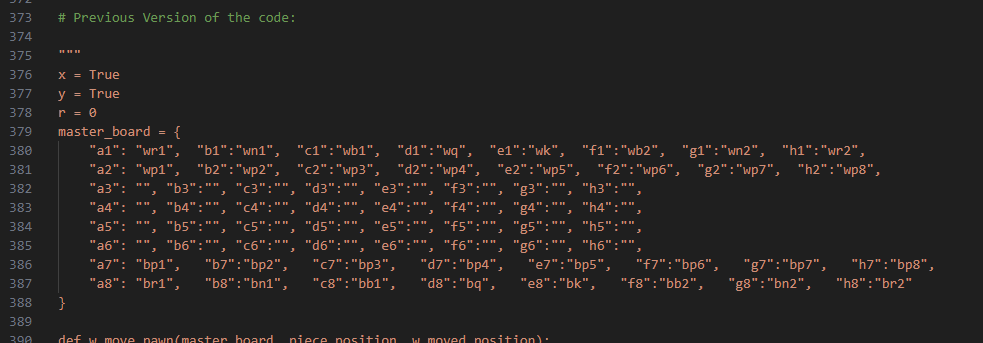 372
373 # Previous Version of the code:
374
375 """
376 x = True
377 y = True
378 r = 0
379 master_board = {
380 "a1": "wr1", "b1":"wn1", "c1":"wb1", "d1":"wq", "e1":"wk", "f1":"wb2", "g1":"wn2", "h1":"wr2",
381 "a2": "wp1", "b2":"wp2", "c2":"wp3", "d2":"wp4", "e2":"wp5", "f2":"wp6", "g2":"wp7", "h2":"wp8",
382 "a3": "", "b3":"", "c3":"", "d3":"", "e3":"", "f3":"", "g3":"", "h3":"",
383 "a4": "", "b4":"", "c4":"", "d4":"", "e4":"", "f4":"", "g4":"", "h4":"",
384 "a5": "", "b5":"", "c5":"", "d5":"", "e5":"", "f5":"", "g5":"", "h5":"",
385 "a6": "", "b6":"", "c6":"", "d6":"", "e6":"", "f6":"", "g6":"", "h6":"",
386 "a7": "bp1", "b7":"bp2", "c7":"bp3", "d7":"bp4", "e7":"bp5", "f7":"bp6", "g7":"bp7", "h7":"bp8",
387 "a8": "br1", "b8":"bn1", "c8":"bb1", "d8":"bq", "e8":"bk", "f8":"bb2", "g8":"bn2", "h8":"br2"
388 }
389
390 def w_move_pawn(master_board, piece_position, w_moved_position):